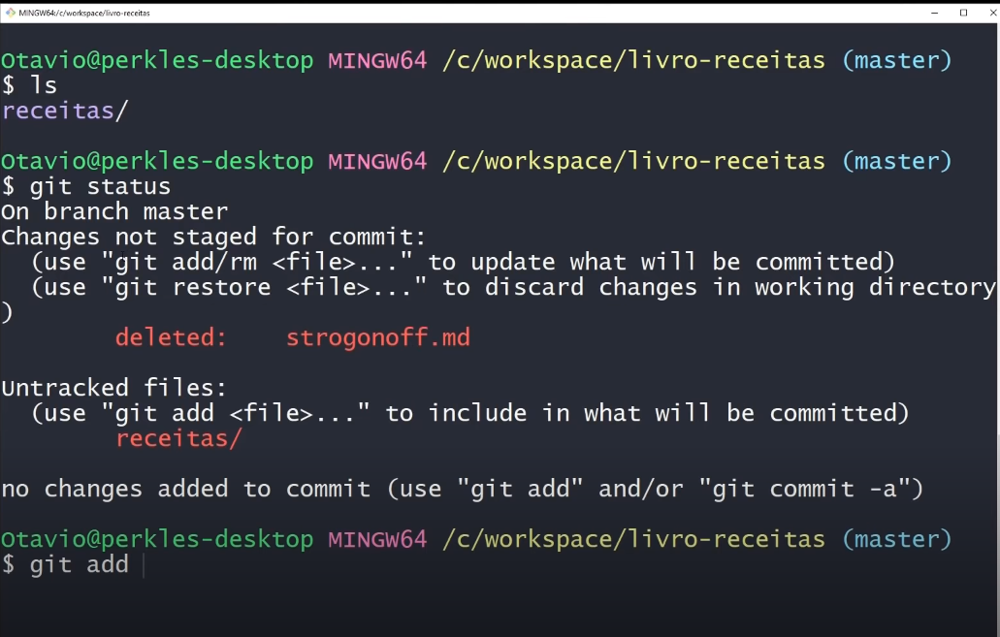 MINGW64:/c/workspace/livro-receitas
Otavio@perkles-desktop MINGW64 /c/workspace/livro-receitas (master)
$ ls
receitas/
Otavio@perkles-desktop MINGW64 /c/workspace/livro-receitas (master)
$ git status
On branch master
Changes not staged for commit:
(use "git add/rm <file>..." to update what will be committed)
(use "git restore <file>..." to discard changes in working directory
)
deleted: strogonoff.md
Untracked files:
(use "git add <file>..." to include in what will be committed)
receitas/
no changes added to commit (use "git add" and/or "git commit -a")
Otavio@perkles-desktop MINGW64 /c/workspace/livro-receitas (master)
$ git add